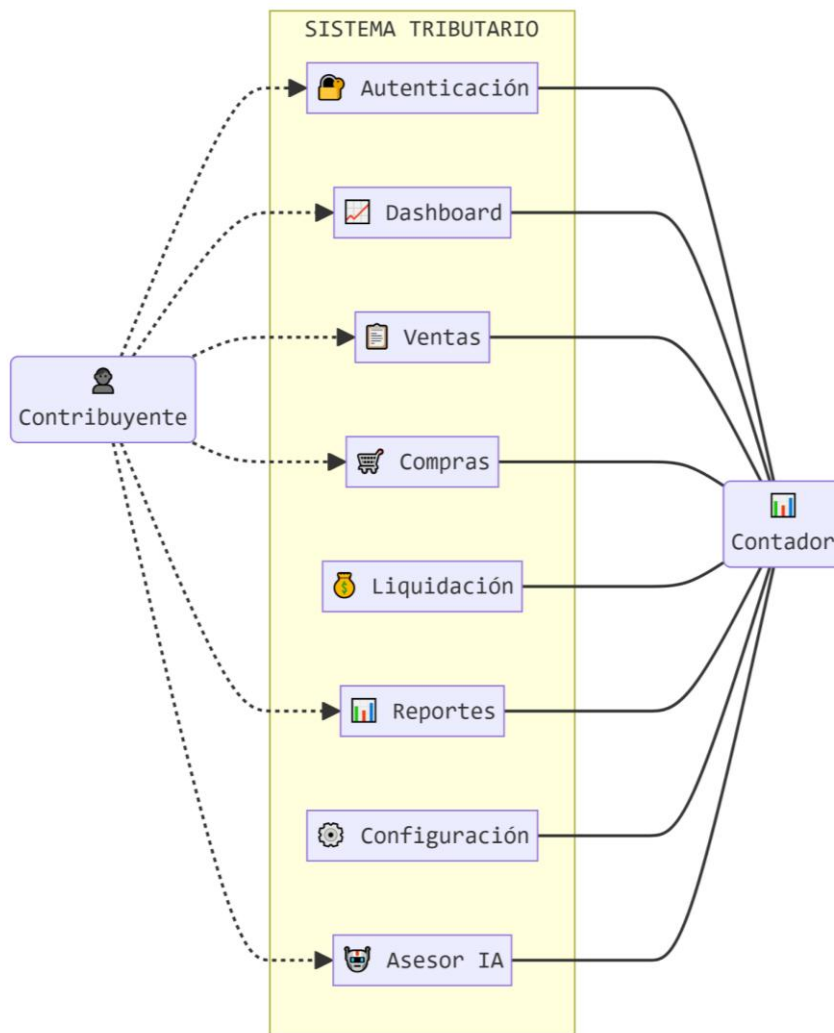 SISTEMA TRIBUTARIO
Autenticación
Dashboard
Ventas
Contribuyente
Compras
Contador
Liquidación
Reportes
Configuración
Asesor IA